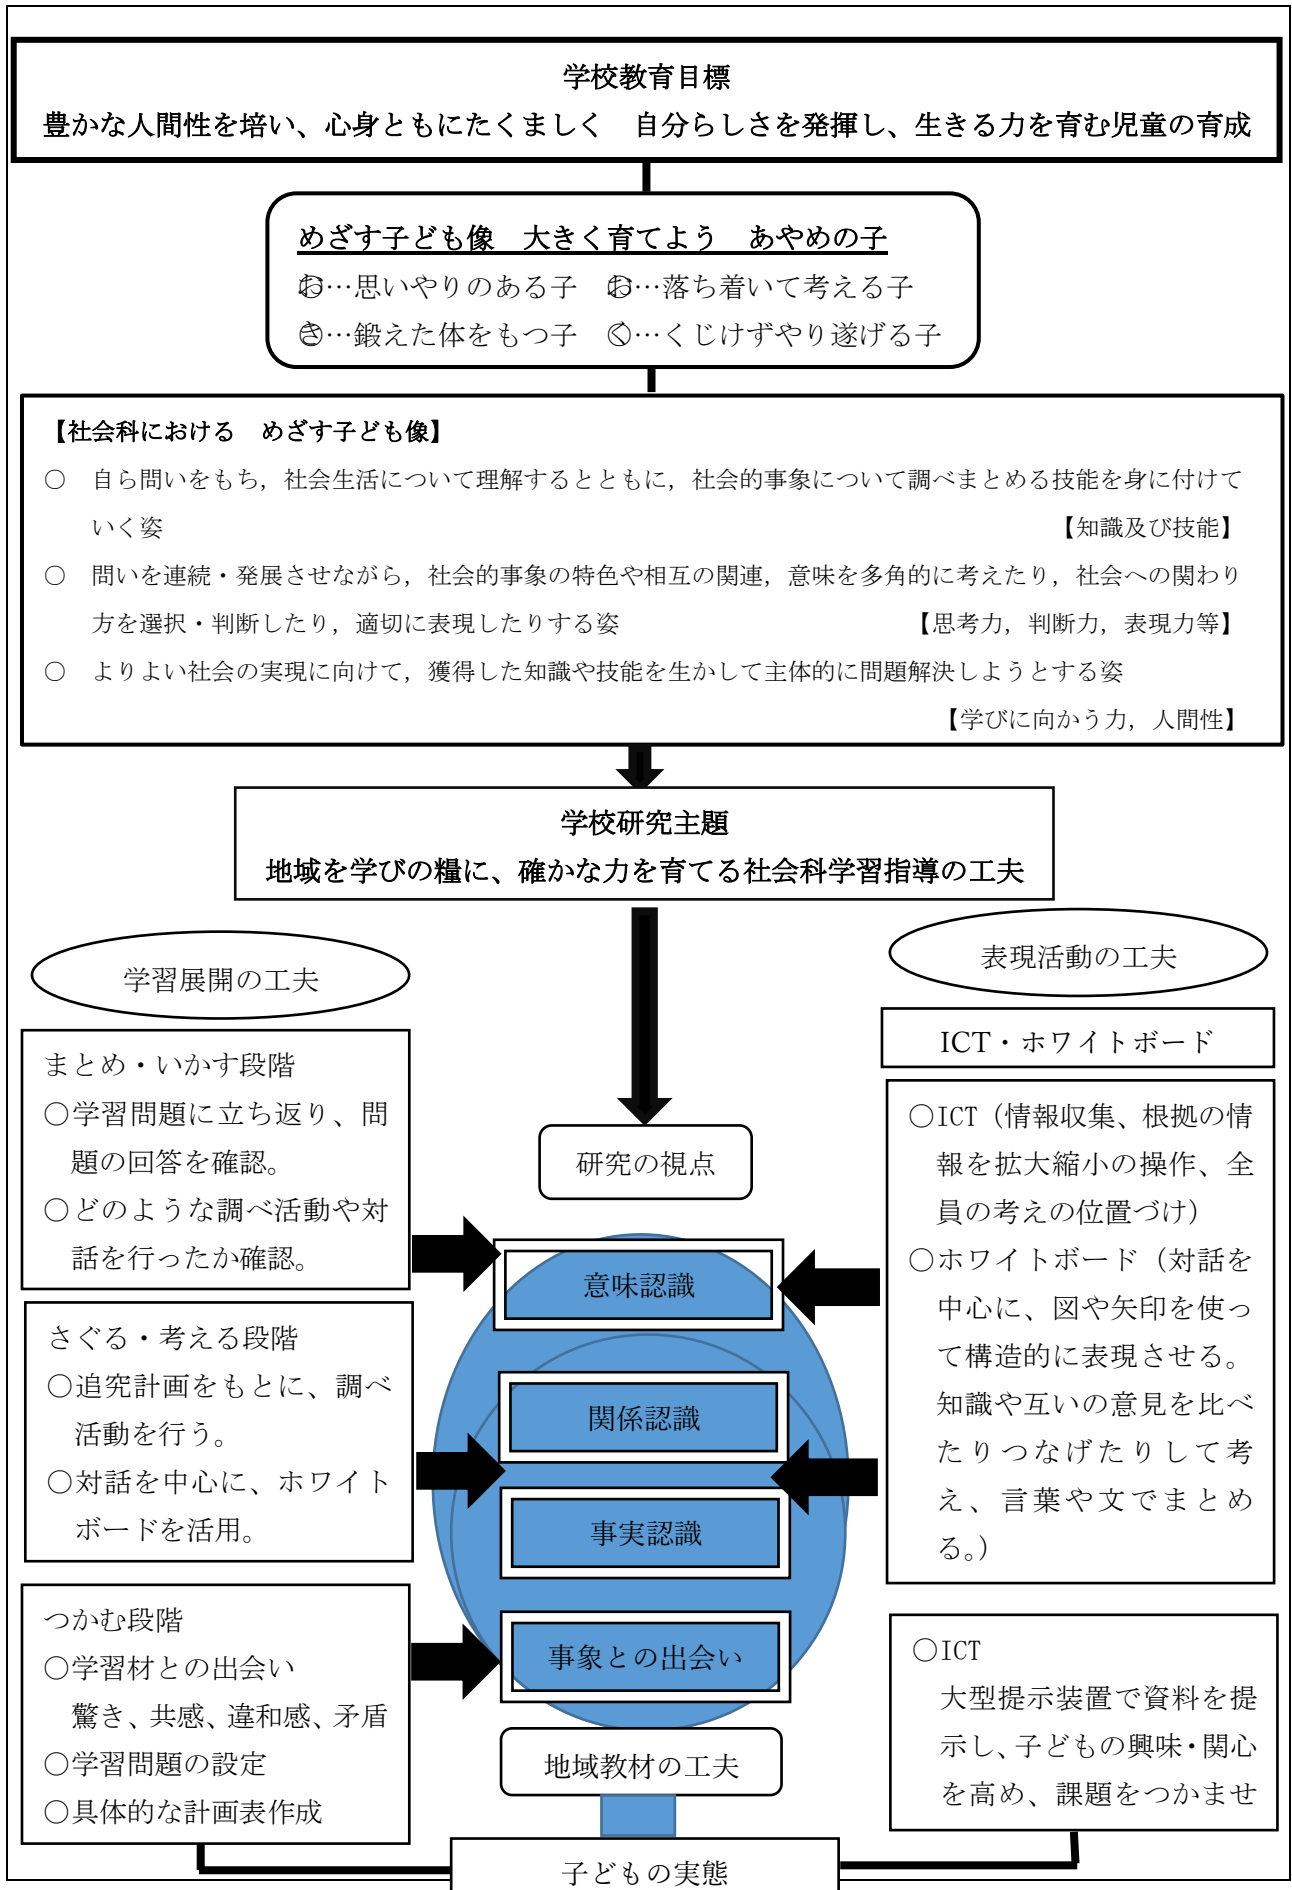 学校教育目標
豊かな人間性を培い、心身ともにたくましく　自分らしさを発揮し、生きる力を育む児童の育成
めざす子ども像　大きく育てよう　あやめの子
お…思いやりのある子　お…落ち着いて考える子
き…鍛えた体をもつ子　く…くじけずやり遂げる子
【社会科における　めざす子ども像】
○　自ら問いをもち，社会生活について理解するとともに，社会的事象について調べまとめる技能を身に付けて
いく姿　【知識及び技能】
○　問いを連続・発展させながら，社会的事象の特色や相互の関連，意味を多角的に考えたり，社会への関わり
方を選択・判断したり，適切に表現したりする姿　【思考力，判断力，表現力等】
○　よりよい社会の実現に向けて，獲得した知識や技能を生かして主体的に問題解決しようとする姿
【学びに向かう力，人間性】
学校研究主題
地域を学びの糧に、確かな力を育てる社会科学習指導の工夫
学習展開の工夫
まとめ・いかす段階
○学習問題に立ち返り、問
題の回答を確認。
○どのような調べ活動や対
話を行ったか確認。
さぐる・考える段階
○追究計画をもとに、調べ
活動を行う。
○対話を中心に、ホワイト
ボードを活用。
つかむ段階
○学習材との出会い
驚き、共感、違和感、矛盾
○学習問題の設定
○具体的な計画表作成
研究の視点
意味認識
関係認識
事実認識
事象との出会い
地域教材の工夫
表現活動の工夫
ICT・ホワイトボード
○ICT（情報収集、根拠の情
報を拡大縮小の操作、全
員の考えの位置づけ）
○ホワイトボード（対話を
中心に、図や矢印を使っ
て構造的に表現させる。
知識や互いの意見を比べ
たりつなげたりして考
え、言葉や文でまとめ
る。）
○ICT
大型提示装置で資料を提
示し、子どもの興味・関心
を高め、課題をつかませ
子どもの実態